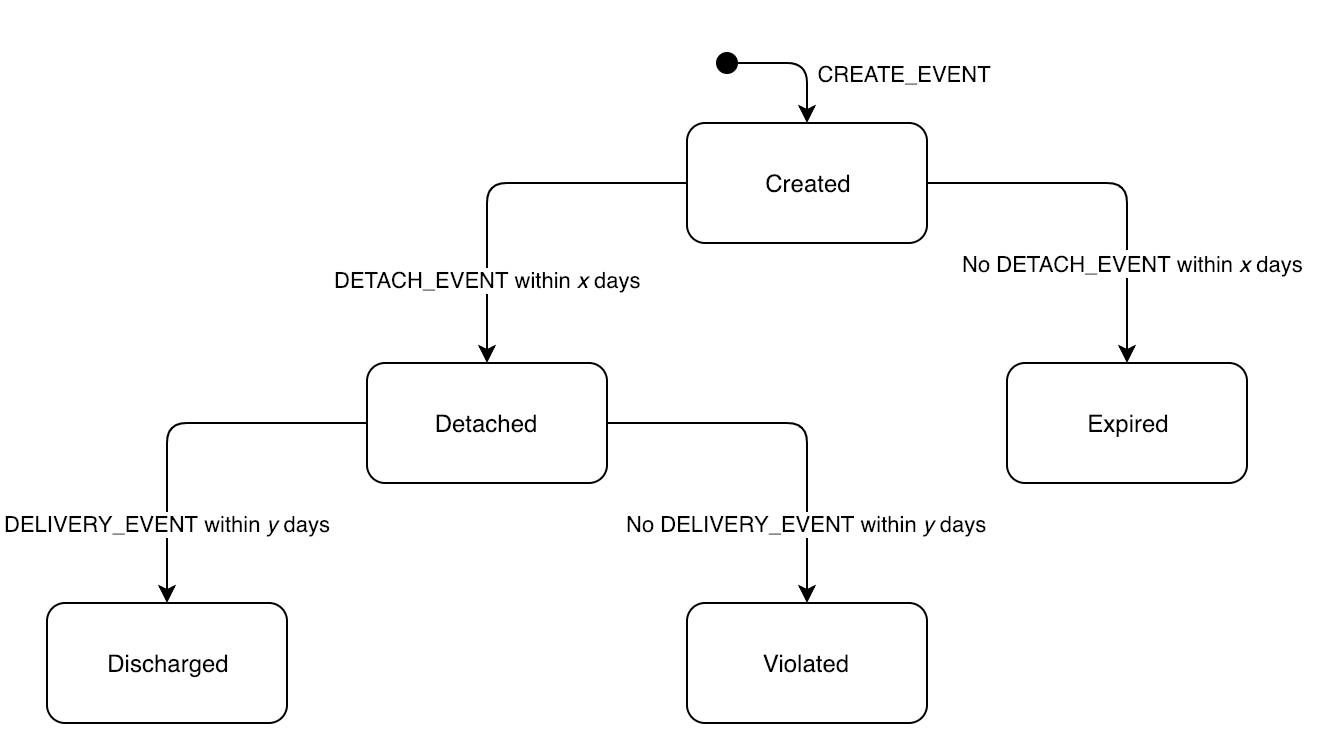 CREATE_EVENT
Created
No DETACH_EVENT within x days
DETACH_EVENT within x days
Detached
Expired
DELIVERY_EVENT within y days
No DELIVERY_EVENT within y days
Discharged
Violated